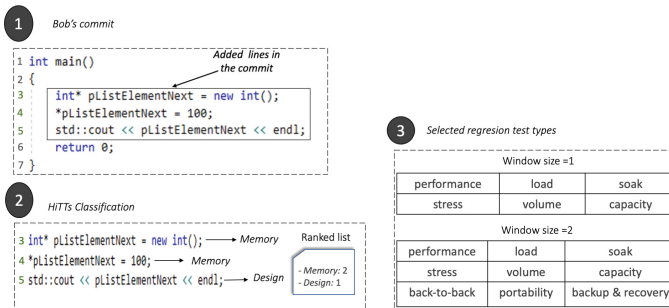 1 Bob's commit
Added lines in
the commit
1 int main()
2 {
3 int* pListElementNext = new int();
4 *pListElementNext = 100;
5 std::cout << pListElementNext << endl;
6 return 0;
7 }
2 HiTTs Classification
3 int* pListElementNext = new int(); Memory
4 *pListElementNext = 100; Memory
5 std::cout << pListElementNext << endl; Design
Ranked list
- Memory: 2
- Design: 1
3 Selected regresion test types
Window size =1
performance load soak
stress volume capacity
Window size =2
performance load soak
stress volume capacity
back-to-back portability backup & recovery